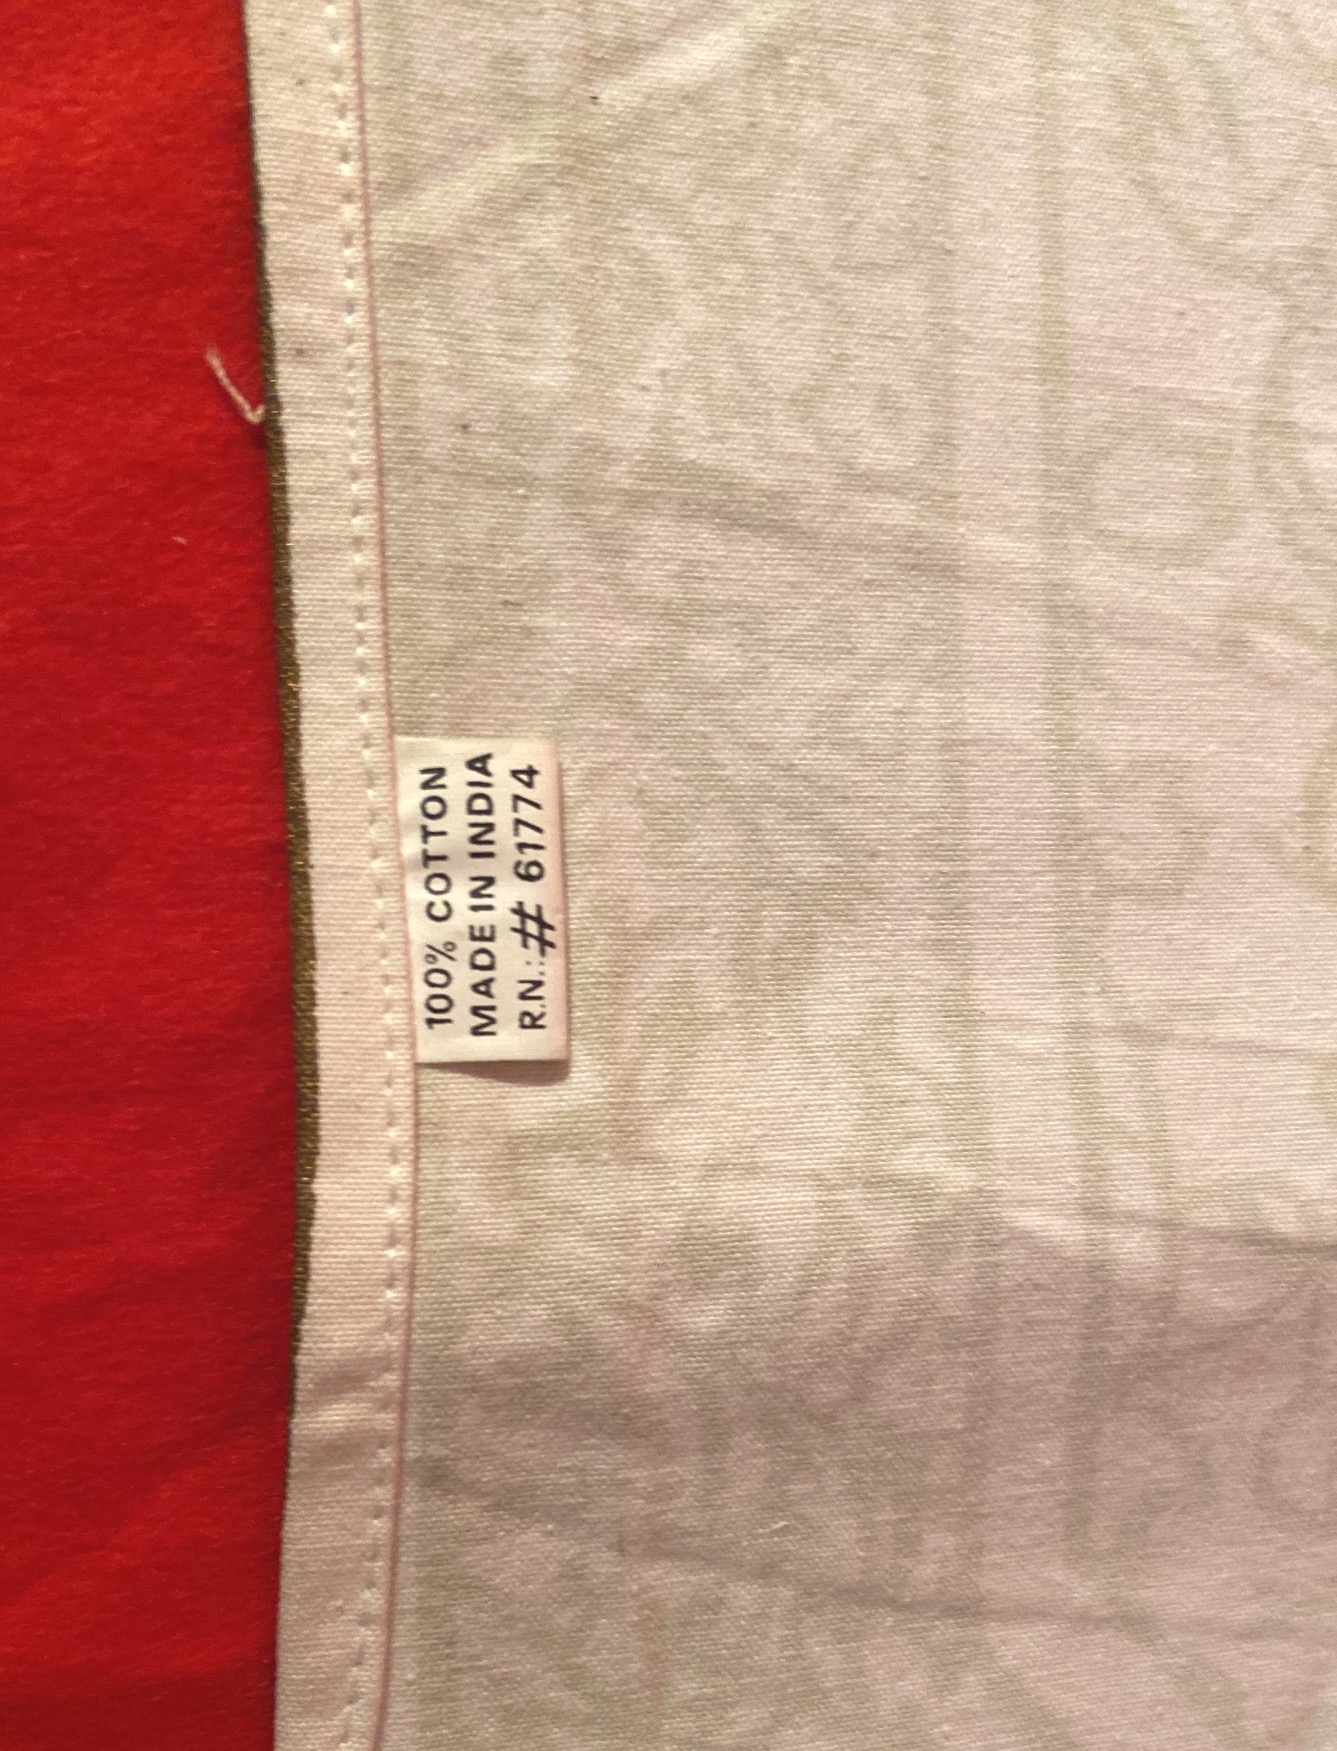 100% COTTON
MADE IN INDIA
R.N.: # 61774